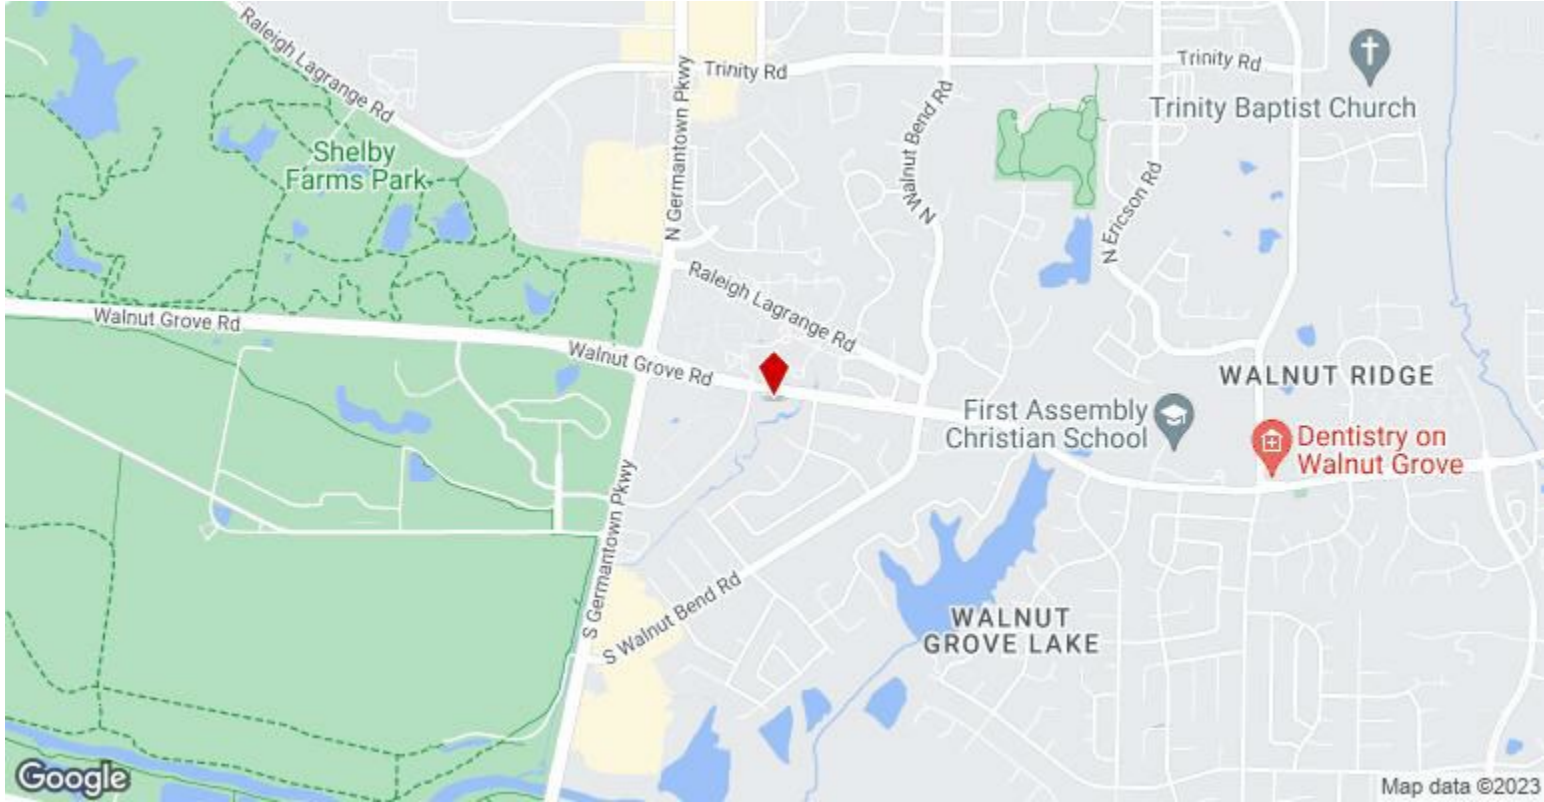 Raleigh Lagrange Rd
Trinity Rd
Trinity Rd
N Germantown Pkwy
Trinity Baptist Church
N Walnut Bend Rd
Shelby
Farms Park
N Ericson Rd
Raleigh Lagrange Rd
Walnut Grove Rd
Walnut Grove Rd
WALNUT RIDGE
First Assembly
Christian School
Dentistry on
Walnut Grove
S Germantown Pkwy
S Walnut Bend Rd
WALNUT
GROVE LAKE
Google
Map data ©2023